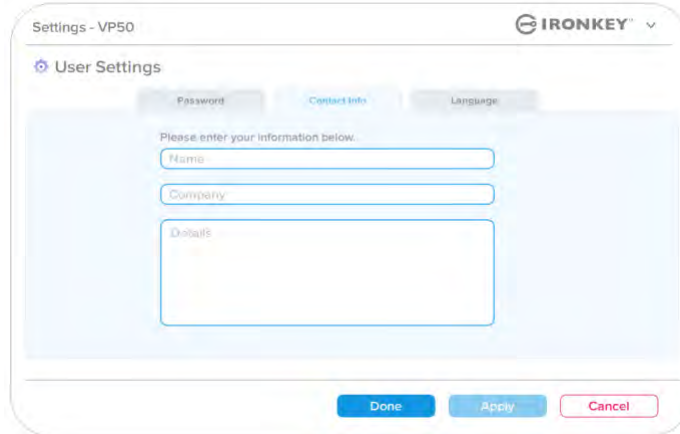 Settings - VP50
IRONKEY™
User Settings
Password
Contact Info
Language
Please enter your information below.
Name
Company
Details
Done
Apply
Cancel